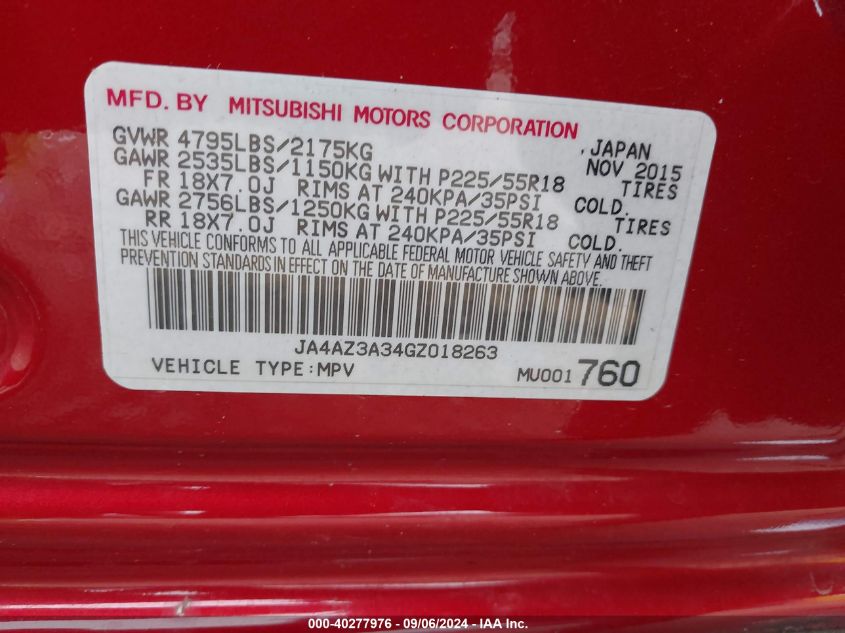 MFD. BY MITSUBISHI MOTORS CORPORATION
GVWR 4795LBS/2175KG , JAPAN
GAWR 2535LBS/1150KG WITH P225/55R18 NOV 2015
FR 18X7.0J RIMS AT 240KPA/35PSI TIRES
GAWR 2756LBS/1250KG WITH P225/55R18 COLD.
RR 18X7.0J RIMS AT 240KPA/35PSI TIRES
COLD.
THIS VEHICLE CONFORMS TO ALL APPLICABLE FEDERAL MOTOR VEHICLE SAFETY AND THEFT
PREVENTION STANDARDS IN EFFECT ON THE DATE OF MANUFACTURE SHOWN ABOVE.
JA4AZ3A34GZ018263
VEHICLE TYPE:MPV MU001 760
000-40277976 - 09/06/2024 - IAA Inc.